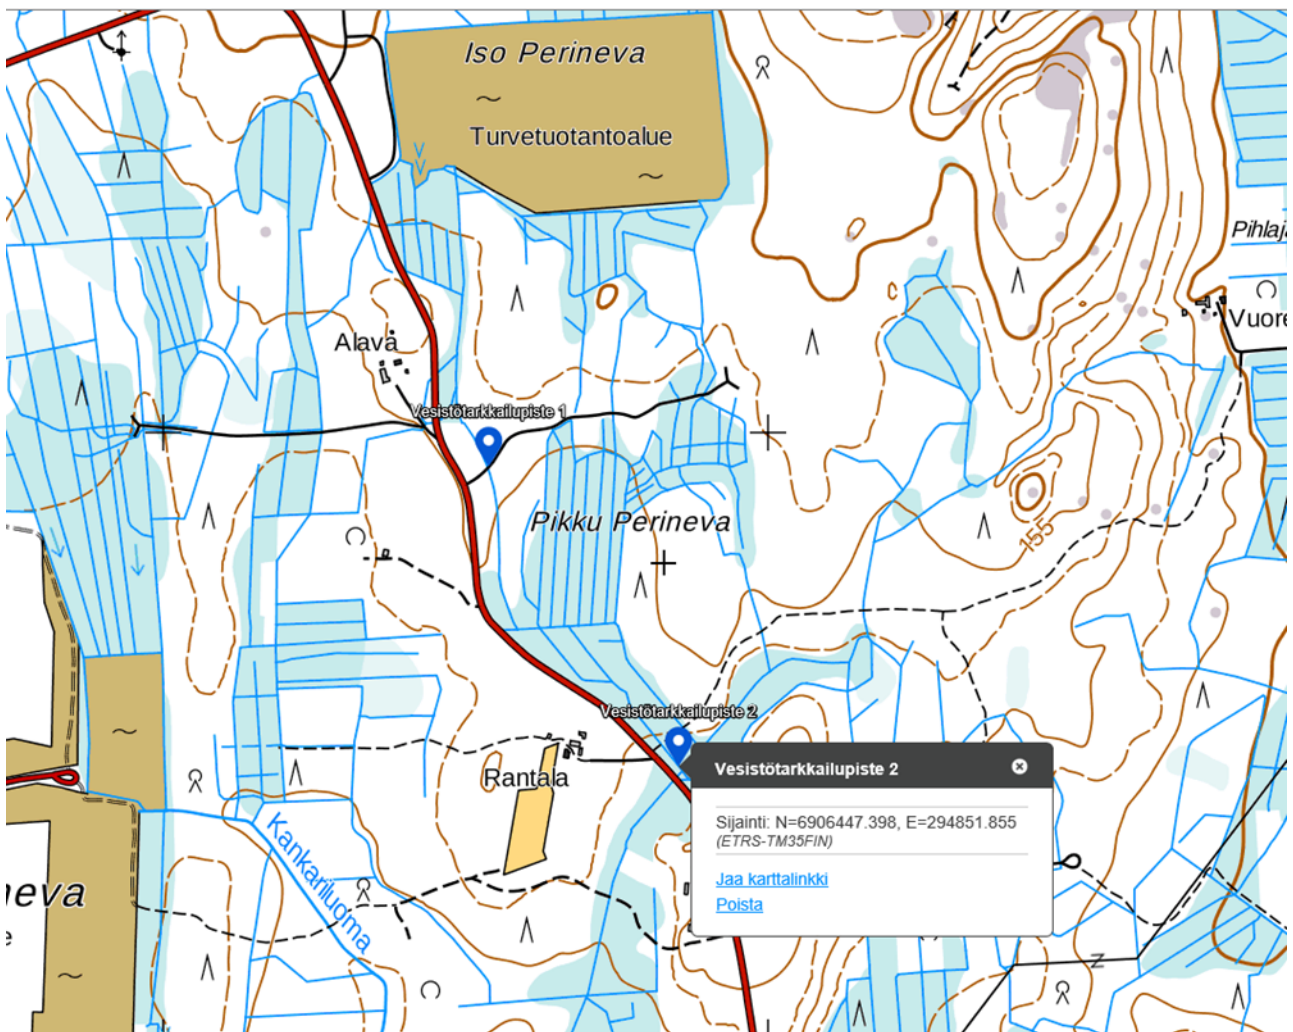 Iso Perineva
Turvetuotantoalue
Pihlaj
Vuore
Alava
Vesistötarkkailupiste 1
Pikku Perineva
155
Vesistötarkkailupiste 2
Rantala
Vesistötarkkailupiste 2
Sijainti: N=6906447.398, E=294851.855
(ETRS-TM35FIN)
Jaa karttalinkki
Poista
Kankariluoma
neva
e
z